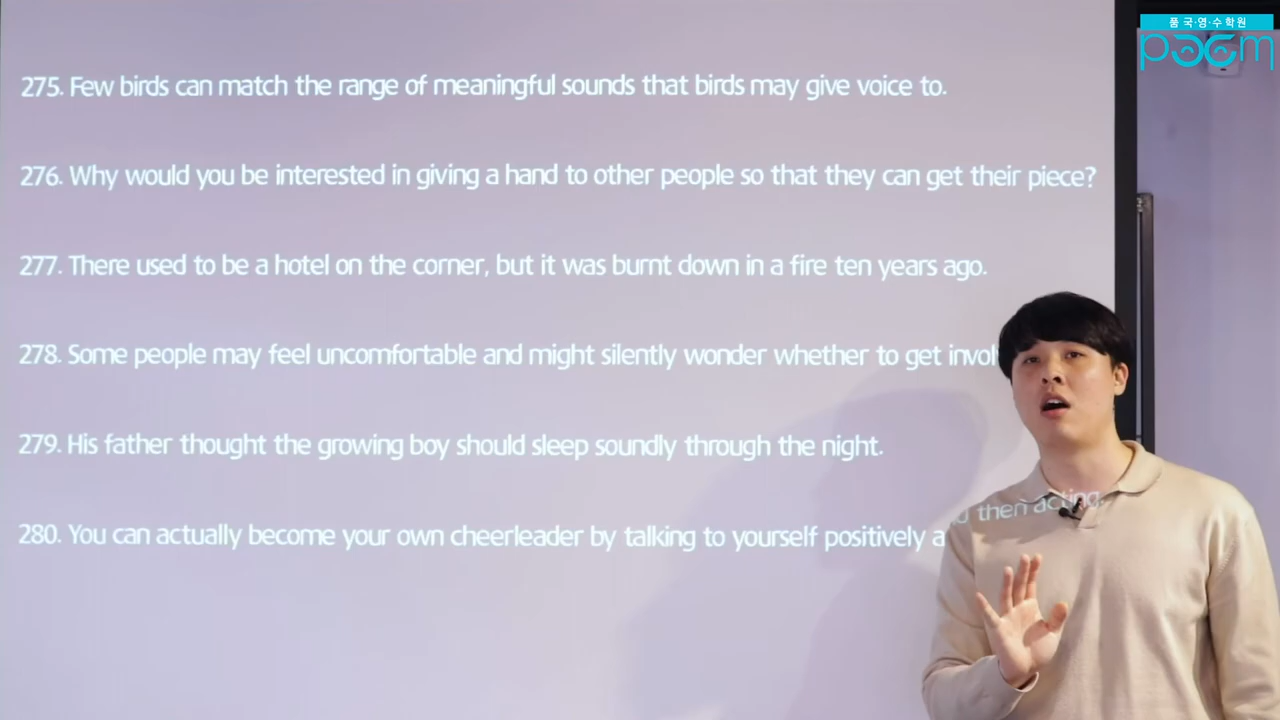 품 국·영·수 학원
poem
275. Few birds can match the range of meaningful sounds that birds may give voice to.
276. Why would you be interested in giving a hand to other people so that they can get their piece?
277. There used to be a hotel on the corner, but it was burnt down in a fire ten years ago.
278. Some people may feel uncomfortable and might silently wonder whether to get
279. His father thought the growing boy should sleep soundly through the night.
280. You can actually become your own cheerleader by talking to yourself positively then acting.